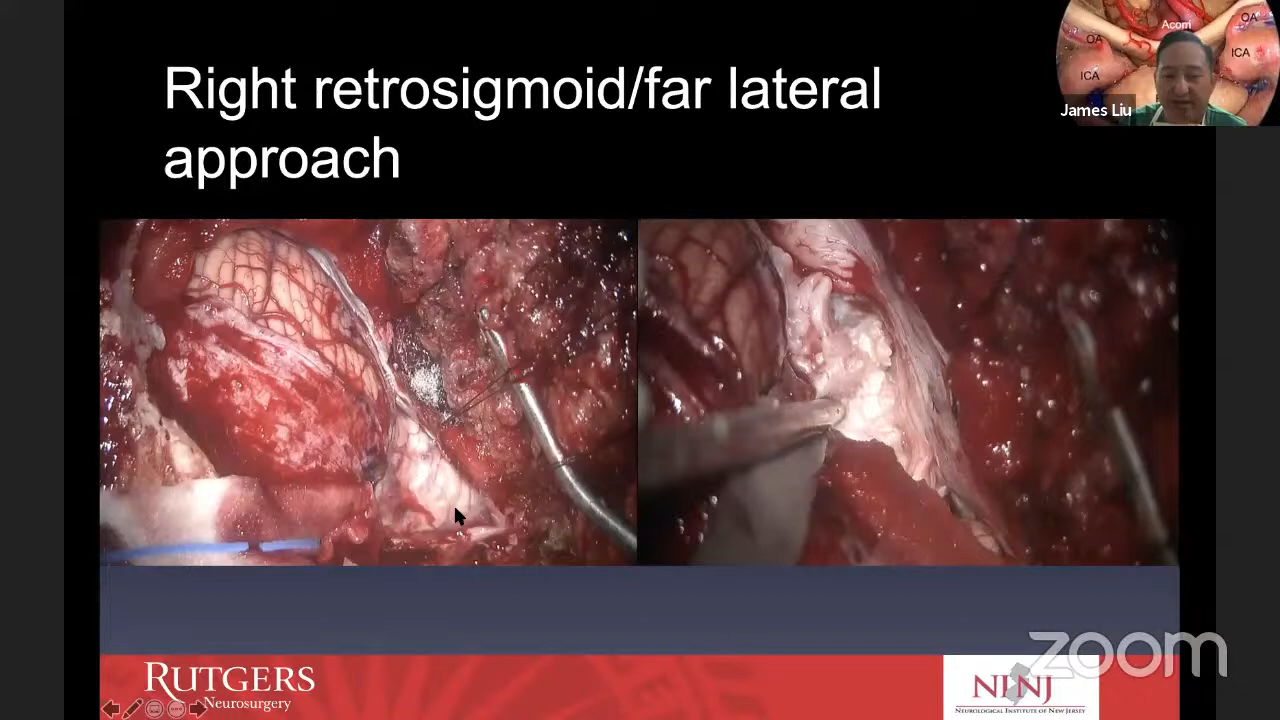 Right retrosigmoid/far lateral
approach
Acom
OA
OA
ICA
ICA
James Liu
zoom
RUTGERS
Neurosurgery
NINJ
NEUROLOGICAL INSTITUTE OF NEW JERSEY